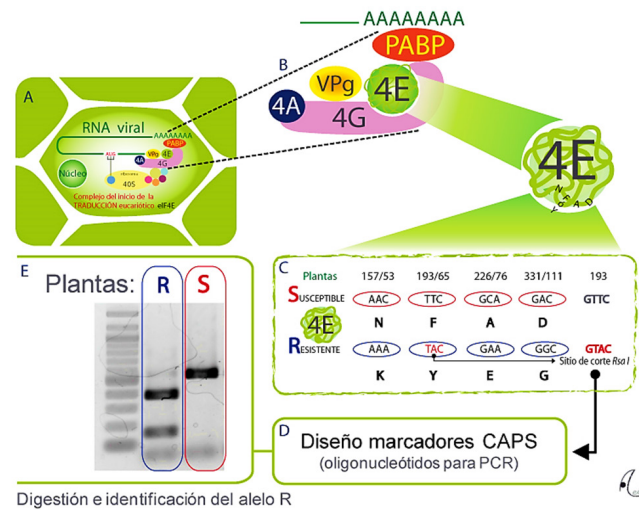 A
RNA viral
AAAAAAAA
PABP
AUG
VPg
4E
4A
4G
Núcleo
40S
Complejo del inicio de la
TRADUCCIÓN eucariótico eIF4E
B
AAAAAAAA
PABP
VPg
4E
4A
4G
4E
N F A D
C
Plantas 157/53 193/65 226/76 331/111 193
SUSCEPTIBLE AAC TTC GCA GAC GTTC
4E
N F A D
RESISTENTE AAA TAC GAA GGC GTAC
Sitio de corte Rsa I
K Y E G
D
Diseño marcadores CAPS
(oligonucleótidos para PCR)
E
Plantas: R S
Digestión e identificación del alelo R